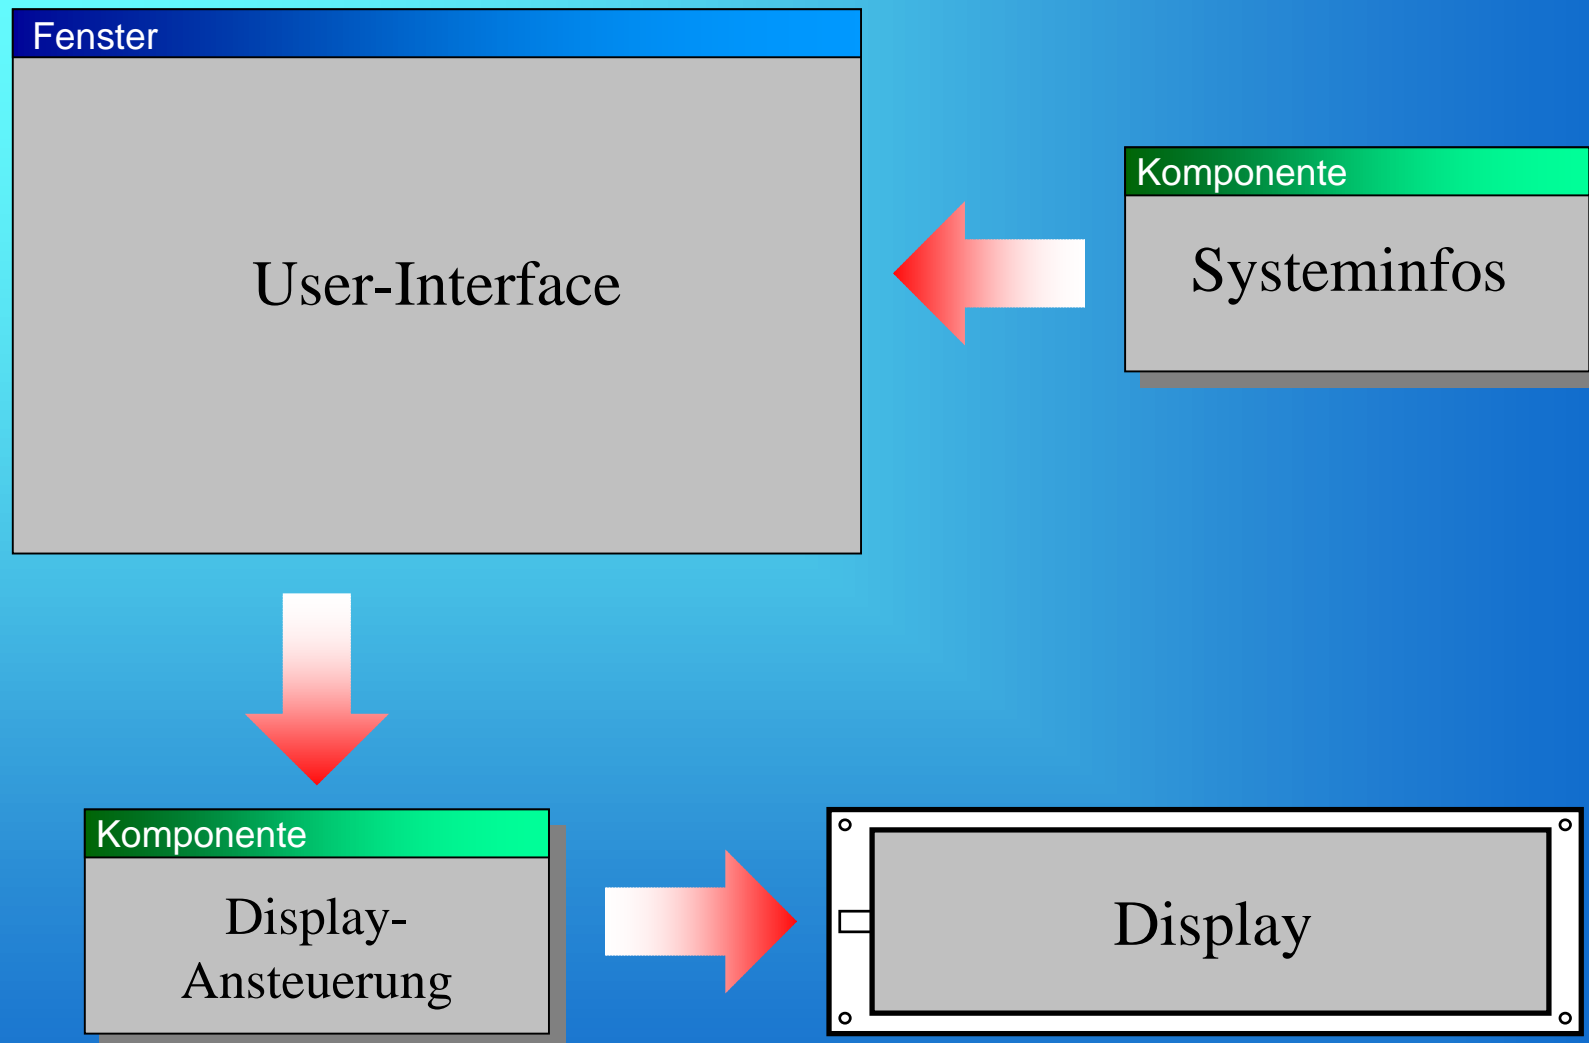 Fenster
User-Interface
Komponente
Systeminfos
Komponente
Display-
Ansteuerung
Display